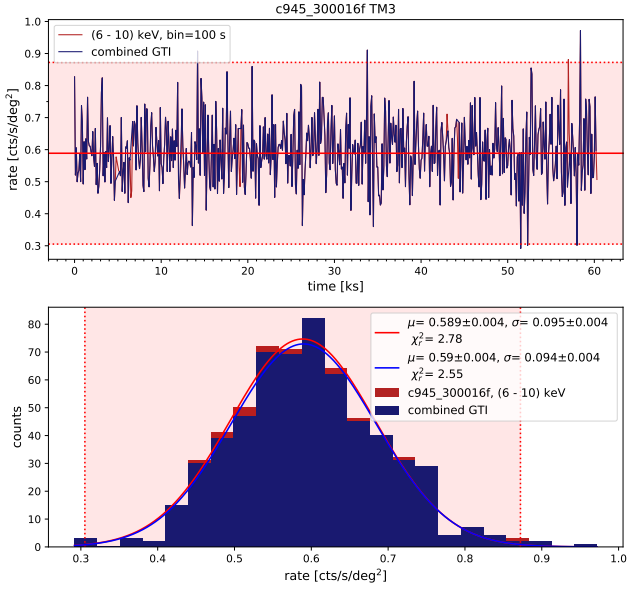 c945_300016f TM3
1.0
0.9
0.8
0.7
0.6
0.5
0.4
0.3
rate [cts/s/deg²]
(6 - 10) keV, bin=100 s
combined GTI
0 10 20 30 40 50 60
time [ks]
80
70
60
50
40
30
20
10
0
counts
μ= 0.589±0.004, σ= 0.095±0.004
χ²ᵣ= 2.78
μ= 0.59±0.004, σ= 0.094±0.004
χ²ᵣ= 2.55
c945_300016f, (6 - 10) keV
combined GTI
0.3 0.4 0.5 0.6 0.7 0.8 0.9 1.0
rate [cts/s/deg²]